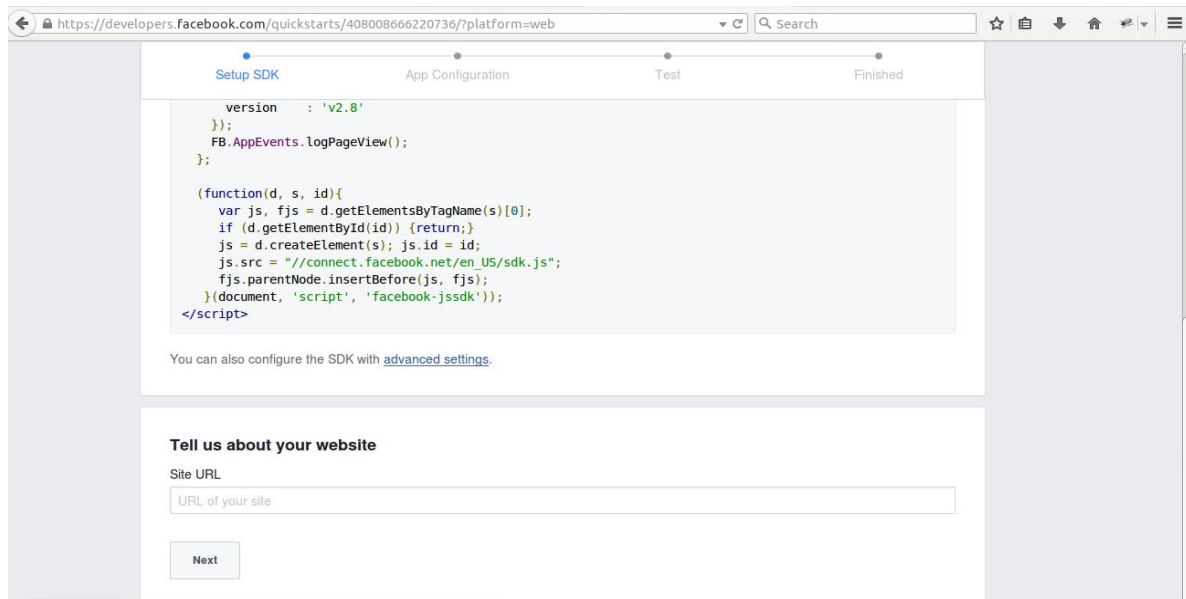 https://developers.facebook.com/quickstarts/408008666220736/?platform=web
Search
Setup SDK
App Configuration
Test
Finished
version    : 'v2.8'
});
FB.AppEvents.logPageView();
};
(function(d, s, id){
var js, fjs = d.getElementsByTagName(s)[0];
if (d.getElementById(id)) {return;}
js = d.createElement(s); js.id = id;
js.src = "//connect.facebook.net/en_US/sdk.js";
fjs.parentNode.insertBefore(js, fjs);
}(document, 'script', 'facebook-jssdk'));
</script>
You can also configure the SDK with advanced settings.
Tell us about your website
Site URL
URL of your site
Next